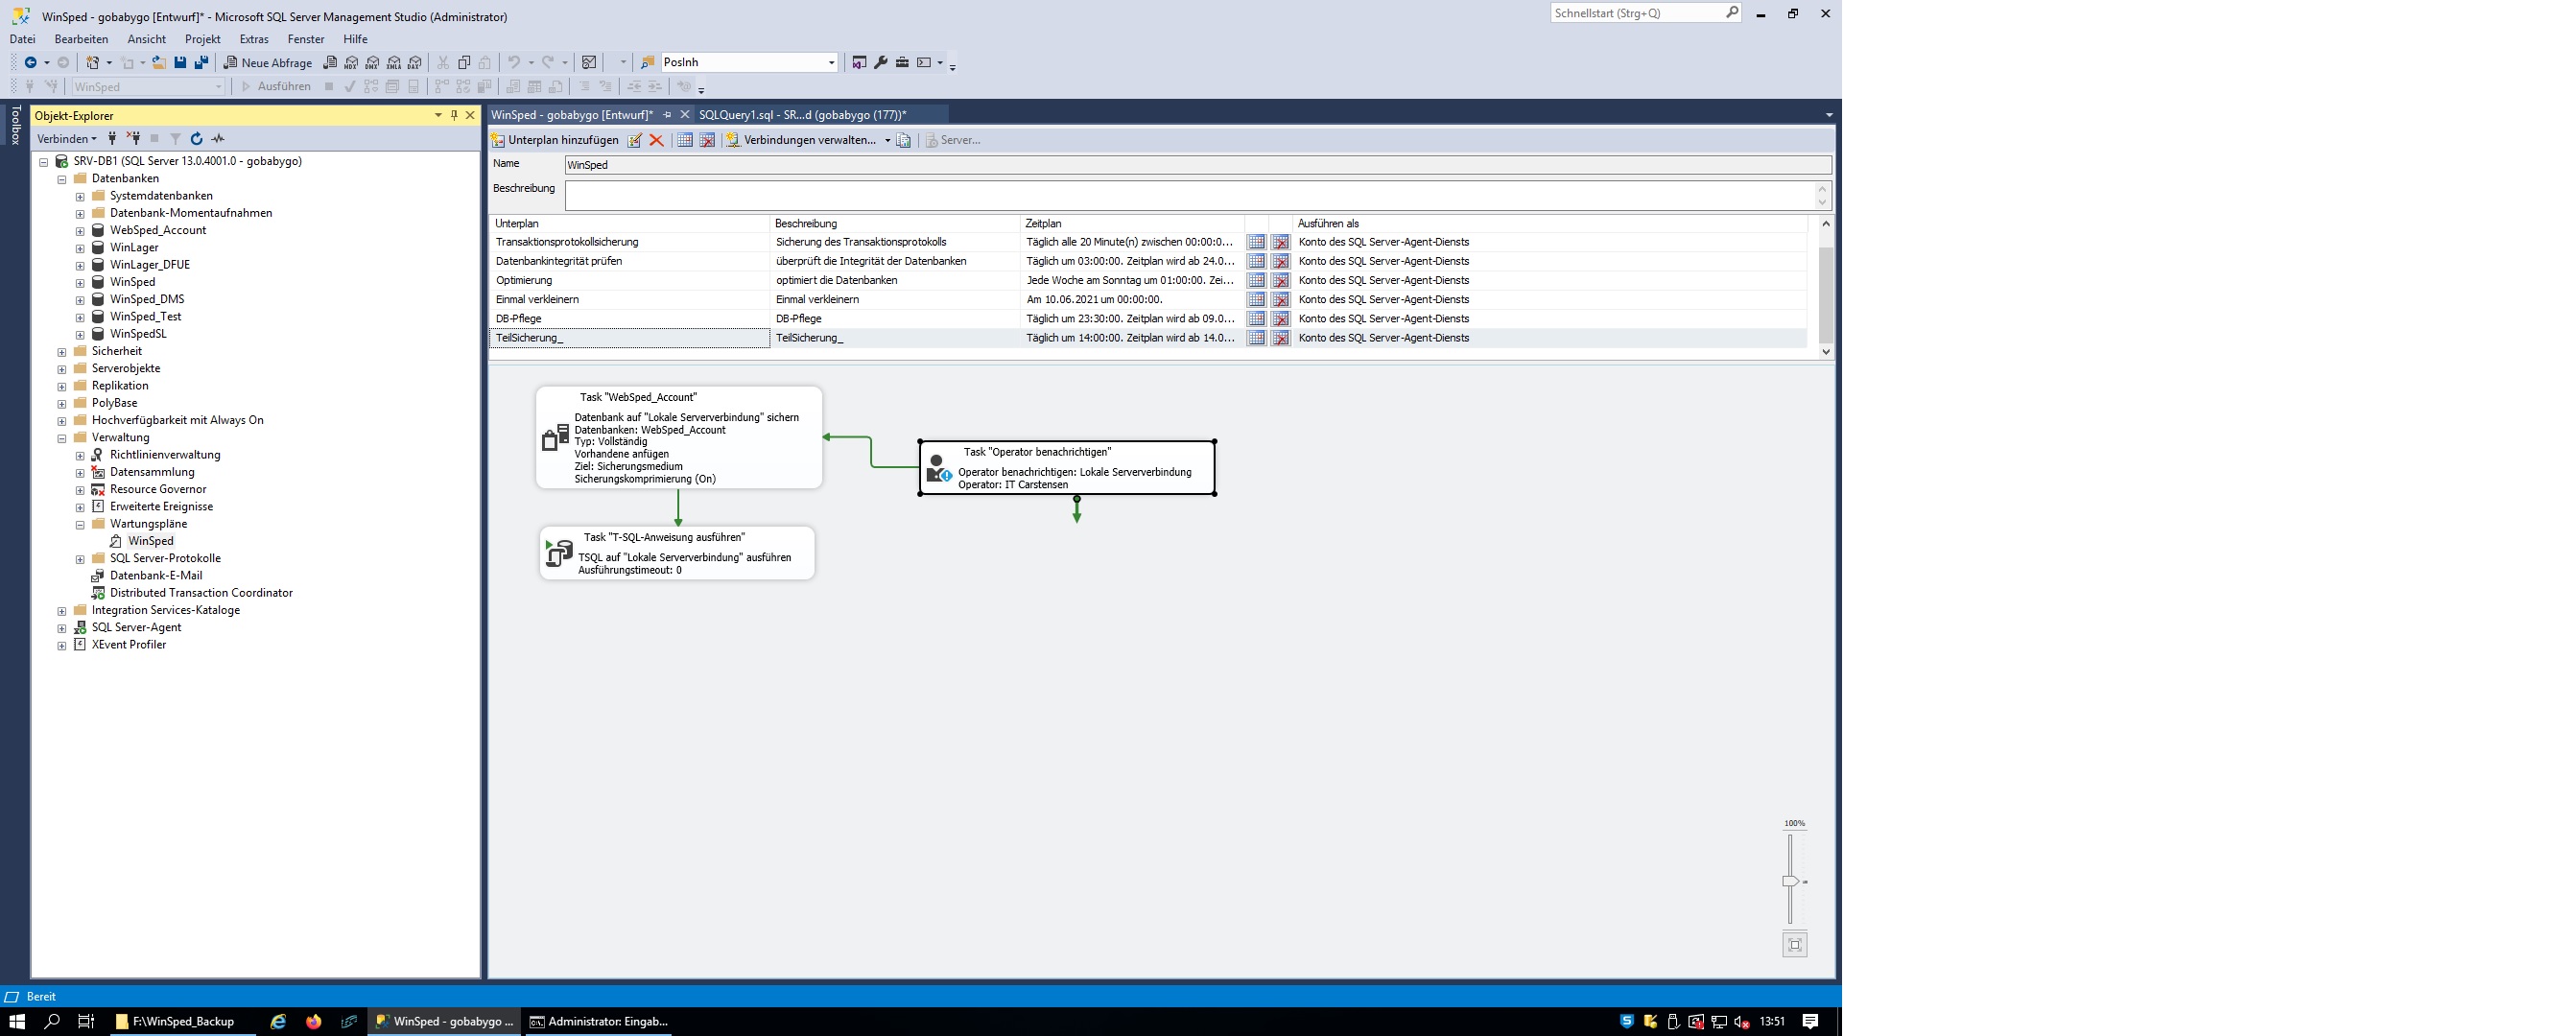 WinSped - gobabygo [Entwurf]* - Microsoft SQL Server Management Studio (Administrator)
Schnellstart (Strg+Q)
Datei Bearbeiten Ansicht Projekt Extras Fenster Hilfe
Neue Abfrage
MDX DMX XMLA DAX
PosInh
WinSped
Ausführen
Toolbox
Objekt-Explorer
Verbinden
SRV-DB1 (SQL Server 13.0.4001.0 - gobabygo)
Datenbanken
Systemdatenbanken
Datenbank-Momentaufnahmen
WebSped_Account
WinLager
WinLager_DFUE
WinSped
WinSped_DMS
WinSped_Test
WinSpedSL
Sicherheit
Serverobjekte
Replikation
PolyBase
Hochverfügbarkeit mit Always On
Verwaltung
Richtlinienverwaltung
Datensammlung
Resource Governor
Erweiterte Ereignisse
Wartungspläne
WinSped
SQL Server-Protokolle
Datenbank-E-Mail
Distributed Transaction Coordinator
Integration Services-Kataloge
SQL Server-Agent
XEvent Profiler
WinSped - gobabygo [Entwurf]* SQLQuery1.sql - SR...d (gobabygo (177))*
Unterplan hinzufügen Verbindungen verwalten... Server...
Name WinSped
Beschreibung
Unterplan Beschreibung Zeitplan Ausführen als
Transaktionsprotokollsicherung Sicherung des Transaktionsprotokolls Täglich alle 20 Minute(n) zwischen 00:00:0... Konto des SQL Server-Agent-Diensts
Datenbankintegrität prüfen überprüft die Integrität der Datenbanken Täglich um 03:00:00. Zeitplan wird ab 24.0... Konto des SQL Server-Agent-Diensts
Optimierung optimiert die Datenbanken Jede Woche am Sonntag um 01:00:00. Zei... Konto des SQL Server-Agent-Diensts
Einmal verkleinern Einmal verkleinern Am 10.06.2021 um 00:00:00. Konto des SQL Server-Agent-Diensts
DB-Pflege DB-Pflege Täglich um 23:30:00. Zeitplan wird ab 09.0... Konto des SQL Server-Agent-Diensts
TeilSicherung_ TeilSicherung_ Täglich um 14:00:00. Zeitplan wird ab 14.0... Konto des SQL Server-Agent-Diensts
Task "WebSped_Account"
Datenbank auf "Lokale Serververbindung" sichern
Datenbanken: WebSped_Account
Typ: Vollständig
Vorhandene anfügen
Ziel: Sicherungsmedium
Sicherungskomprimierung (On)
Task "Operator benachrichtigen"
Operator benachrichtigen: Lokale Serververbindung
Operator: IT Carstensen
Task "T-SQL-Anweisung ausführen"
TSQL auf "Lokale Serververbindung" ausführen
Ausführungstimeout: 0
100%
Bereit
F:\WinSped_Backup
WinSped - gobabygo ...
Administrator: Eingab...
13:51